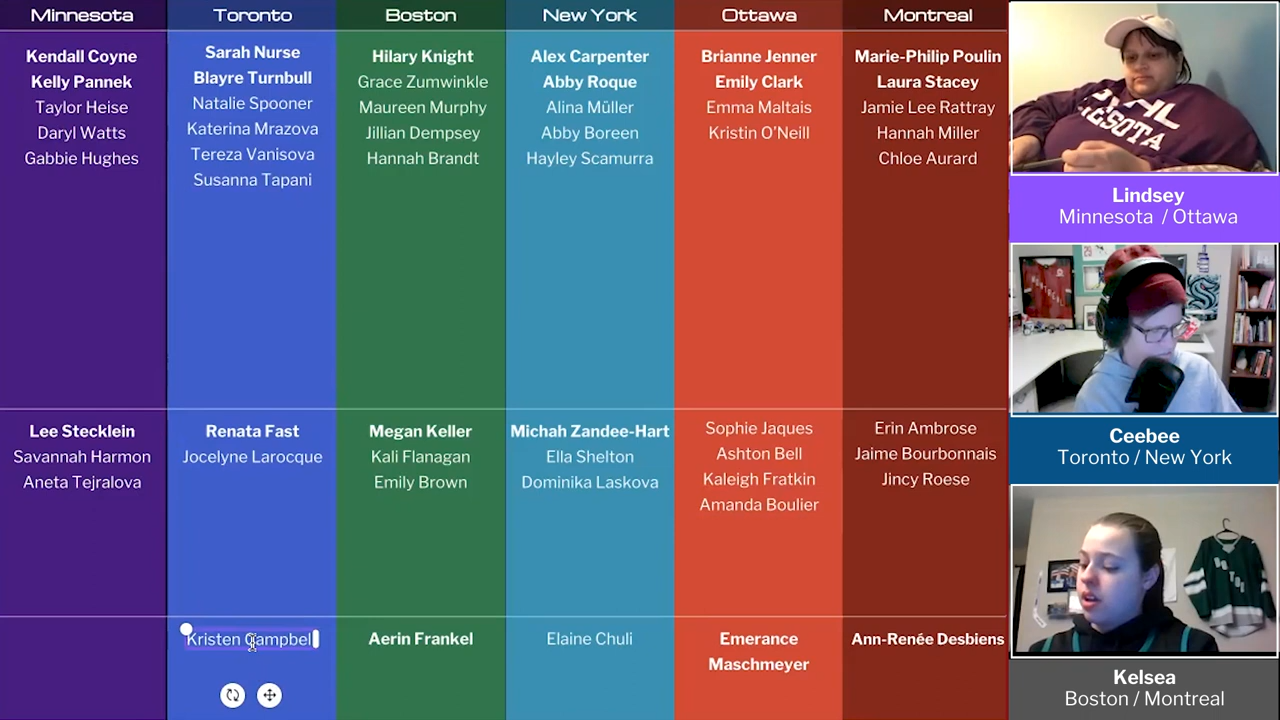 Minnesota
Kendall Coyne
Kelly Pannek
Taylor Heise
Daryl Watts
Gabbie Hughes
Lee Stecklein
Savannah Harmon
Aneta Tejralova
Toronto
Sarah Nurse
Blayre Turnbull
Natalie Spooner
Katerina Mrazova
Tereza Vanisova
Susanna Tapani
Renata Fast
Jocelyne Larocque
Kristen Campbel
Boston
Hilary Knight
Grace Zumwinkle
Maureen Murphy
Jillian Dempsey
Hannah Brandt
Megan Keller
Kali Flanagan
Emily Brown
Aerin Frankel
New York
Alex Carpenter
Abby Roque
Alina Müller
Abby Boreen
Hayley Scamurra
Michah Zandee-Hart
Ella Shelton
Dominika Laskova
Elaine Chuli
Ottawa
Brianne Jenner
Emily Clark
Emma Maltais
Kristin O'Neill
Sophie Jaques
Ashton Bell
Kaleigh Fratkin
Amanda Boulier
Emerance
Maschmeyer
Montreal
Marie-Philip Poulin
Laura Stacey
Jamie Lee Rattray
Hannah Miller
Chloe Aurard
Erin Ambrose
Jaime Bourbonnais
Jincy Roese
Ann-Renée Desbiens
Lindsey
Minnesota / Ottawa
Ceebee
Toronto / New York
Kelsea
Boston / Montreal